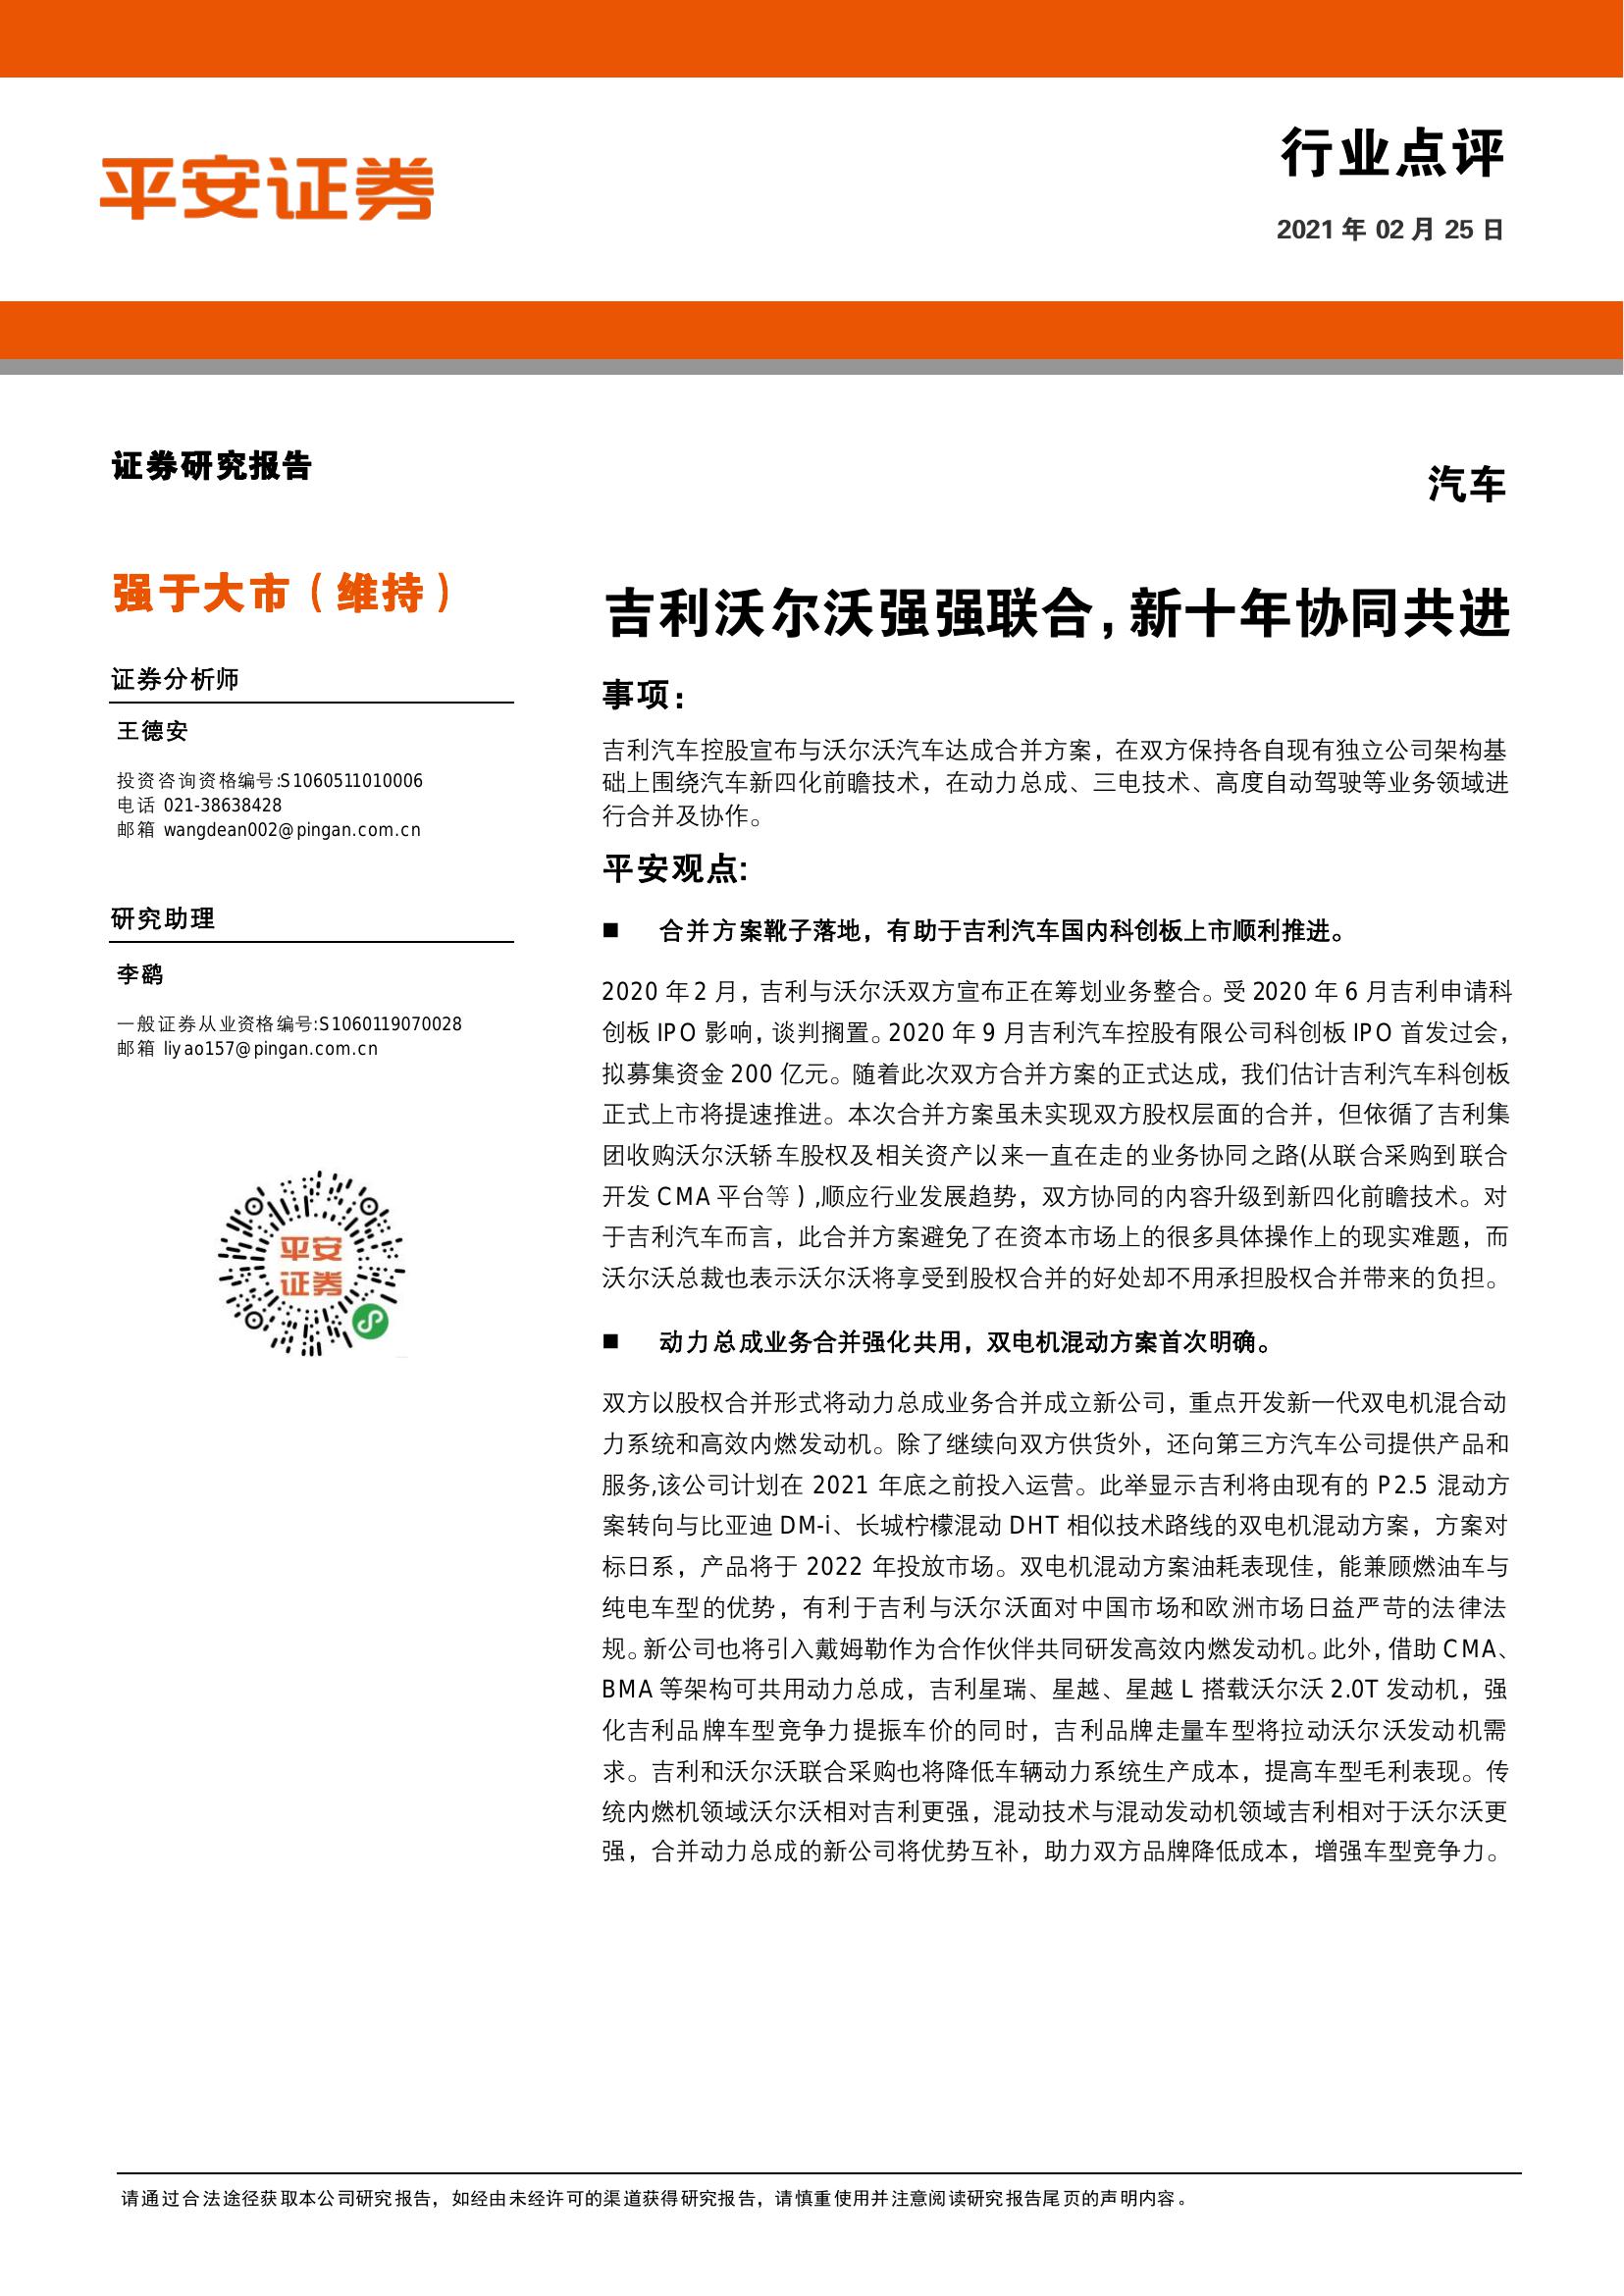 平安证券
行业点评
2021 年 02 月 25 日
证券研究报告
汽车
强于大市（维持）
证券分析师
王德安
投资咨询资格编号:S1060511010006
电话 021-38638428
邮箱 wangdean002@pingan.com.cn
研究助理
李鹞
一般证券从业资格编号:S1060119070028
邮箱 liyao157@pingan.com.cn
平安
证券
吉利沃尔沃强强联合，新十年协同共进
事项：
吉利汽车控股宣布与沃尔沃汽车达成合并方案，在双方保持各自现有独立公司架构基
础上围绕汽车新四化前瞻技术，在动力总成、三电技术、高度自动驾驶等业务领域进
行合并及协作。
平安观点:
■ 合并方案靴子落地，有助于吉利汽车国内科创板上市顺利推进。
2020 年 2 月，吉利与沃尔沃双方宣布正在筹划业务整合。受 2020 年 6 月吉利申请科
创板 IPO 影响，谈判搁置。2020 年 9 月吉利汽车控股有限公司科创板 IPO 首发过会，
拟募集资金 200 亿元。随着此次双方合并方案的正式达成，我们估计吉利汽车科创板
正式上市将提速推进。本次合并方案虽未实现双方股权层面的合并，但依循了吉利集
团收购沃尔沃轿车股权及相关资产以来一直在走的业务协同之路(从联合采购到联合
开发 CMA 平台等）,顺应行业发展趋势，双方协同的内容升级到新四化前瞻技术。对
于吉利汽车而言，此合并方案避免了在资本市场上的很多具体操作上的现实难题，而
沃尔沃总裁也表示沃尔沃将享受到股权合并的好处却不用承担股权合并带来的负担。
■ 动力总成业务合并强化共用，双电机混动方案首次明确。
双方以股权合并形式将动力总成业务合并成立新公司，重点开发新一代双电机混合动
力系统和高效内燃发动机。除了继续向双方供货外，还向第三方汽车公司提供产品和
服务,该公司计划在 2021 年底之前投入运营。此举显示吉利将由现有的 P2.5 混动方
案转向与比亚迪 DM-i、长城柠檬混动 DHT 相似技术路线的双电机混动方案，方案对
标日系，产品将于 2022 年投放市场。双电机混动方案油耗表现佳，能兼顾燃油车与
纯电车型的优势，有利于吉利与沃尔沃面对中国市场和欧洲市场日益严苛的法律法
规。新公司也将引入戴姆勒作为合作伙伴共同研发高效内燃发动机。此外，借助 CMA、
BMA 等架构可共用动力总成，吉利星瑞、星越、星越 L 搭载沃尔沃 2.0T 发动机，强
化吉利品牌车型竞争力提振车价的同时，吉利品牌走量车型将拉动沃尔沃发动机需
求。吉利和沃尔沃联合采购也将降低车辆动力系统生产成本，提高车型毛利表现。传
统内燃机领域沃尔沃相对吉利更强，混动技术与混动发动机领域吉利相对于沃尔沃更
强，合并动力总成的新公司将优势互补，助力双方品牌降低成本，增强车型竞争力。
请通过合法途径获取本公司研究报告，如经由未经许可的渠道获得研究报告，请慎重使用并注意阅读研究报告尾页的声明内容。